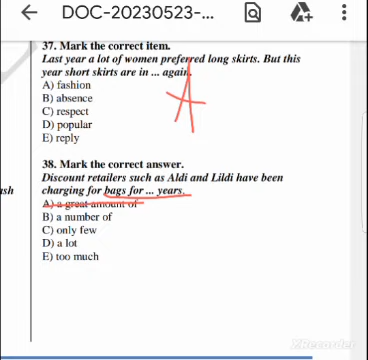 DOC-20230523-...
37. Mark the correct item.
Last year a lot of women preferred long skirts. But this
year short skirts are in ... again.
A) fashion
B) absence
C) respect
D) popular
E) reply
38. Mark the correct answer.
Discount retailers such as Aldi and Lildi have been
ush
charging for bags for ... years.
A) a great amount of
B) a number of
C) only few
D) a lot
E) too much
ZRecorder